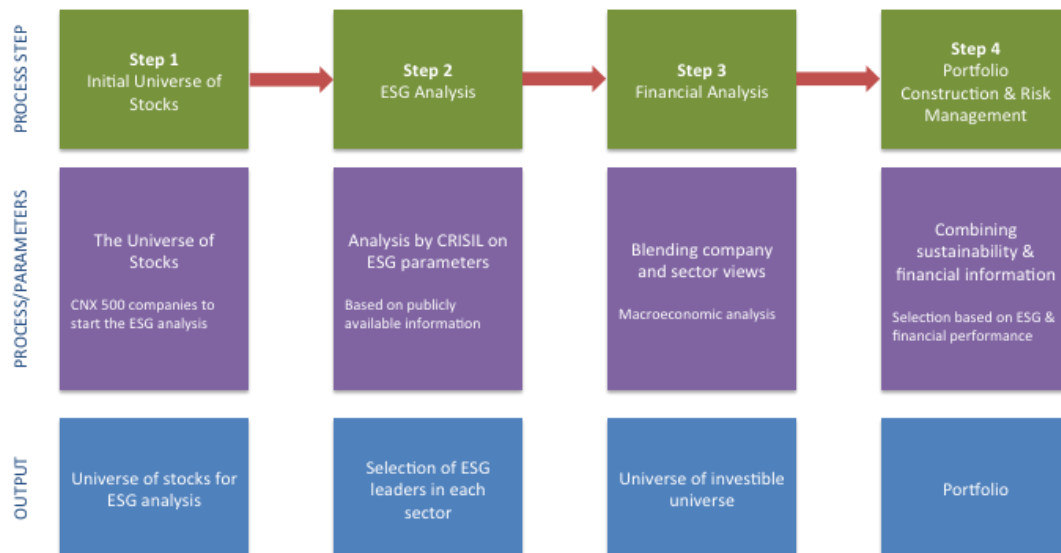 PROCESS STEP
Step 1
Initial Universe of
Stocks
Step 2
ESG Analysis
Step 3
Financial Analysis
Step 4
Portfolio
Construction & Risk
Management
PROCESS/PARAMETERS
The Universe of
Stocks
CNX 500 companies to
start the ESG analysis
Analysis by CRISIL on
ESG parameters
Based on publicly
available information
Blending company
and sector views
Macroeconomic analysis
Combining
sustainability &
financial information
Selection based on ESG &
financial performance
OUTPUT
Universe of stocks for
ESG analysis
Selection of ESG
leaders in each
sector
Universe of investible
universe
Portfolio